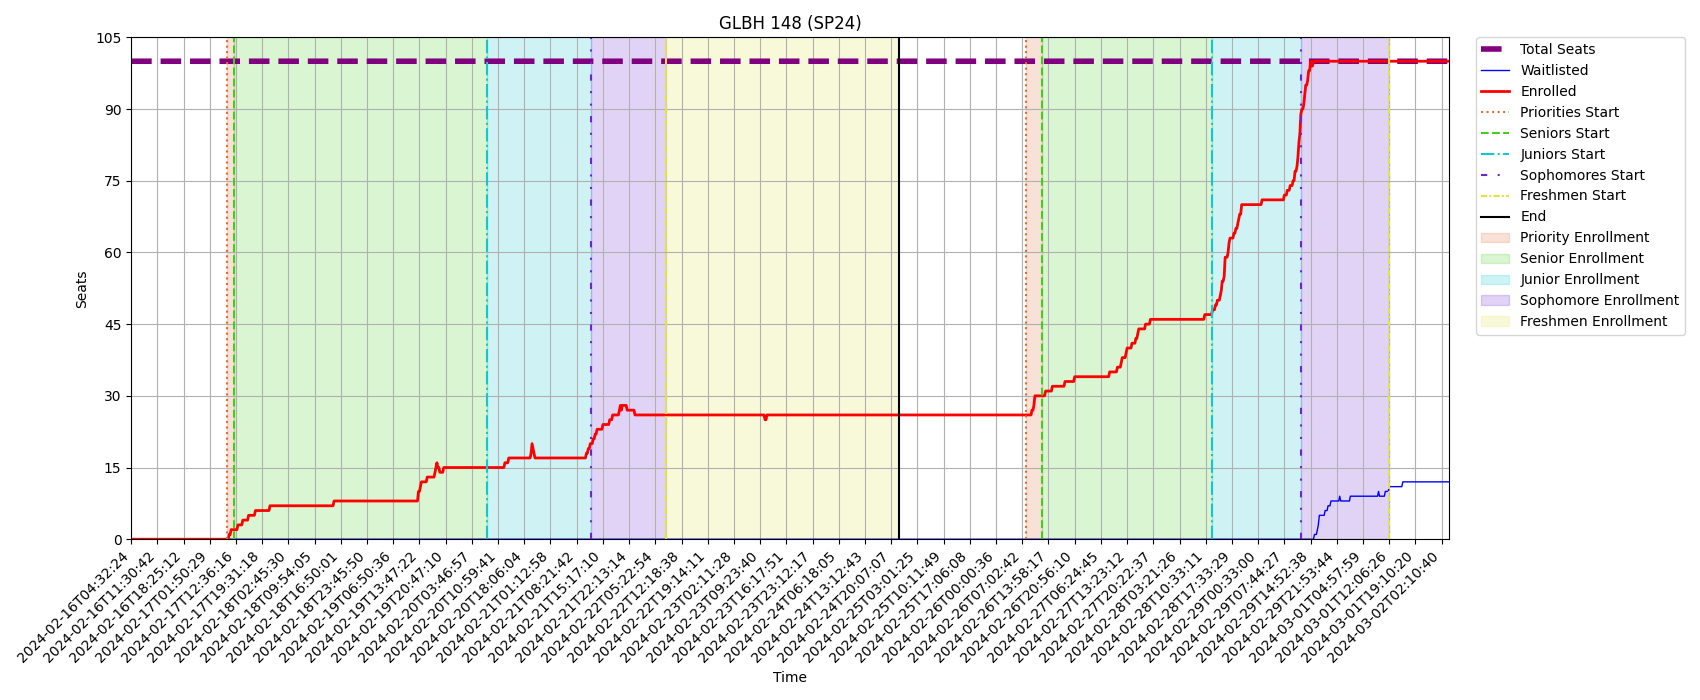 GLBH 148 (SP24)
105
90
75
60
45
30
15
0
Seats
2024-02-16T04:32:24
2024-02-16T11:30:42
2024-02-16T18:25:12
2024-02-17T01:50:29
2024-02-17T12:36:16
2024-02-17T19:31:18
2024-02-18T02:45:30
2024-02-18T09:54:05
2024-02-18T16:50:01
2024-02-18T23:45:50
2024-02-19T06:50:36
2024-02-19T13:47:22
2024-02-19T20:47:10
2024-02-20T03:46:57
2024-02-20T10:59:41
2024-02-20T18:06:04
2024-02-21T01:12:58
2024-02-21T08:21:42
2024-02-21T15:17:10
2024-02-21T22:13:14
2024-02-22T05:22:54
2024-02-22T12:18:38
2024-02-22T19:14:11
2024-02-23T02:11:28
2024-02-23T09:23:40
2024-02-23T16:17:51
2024-02-23T23:12:17
2024-02-24T06:18:05
2024-02-24T13:12:43
2024-02-24T20:07:07
2024-02-25T03:01:25
2024-02-25T10:11:49
2024-02-25T17:06:08
2024-02-26T00:00:36
2024-02-26T07:02:42
2024-02-26T13:58:17
2024-02-26T20:56:10
2024-02-27T06:24:45
2024-02-27T13:23:12
2024-02-27T20:22:37
2024-02-28T03:21:26
2024-02-28T10:33:11
2024-02-28T17:33:29
2024-02-29T00:33:00
2024-02-29T07:44:27
2024-02-29T14:52:38
2024-02-29T21:53:44
2024-03-01T04:57:59
2024-03-01T12:06:26
2024-03-01T19:10:20
2024-03-02T02:10:40
Time
Total Seats
Waitlisted
Enrolled
Priorities Start
Seniors Start
Juniors Start
Sophomores Start
Freshmen Start
End
Priority Enrollment
Senior Enrollment
Junior Enrollment
Sophomore Enrollment
Freshmen Enrollment